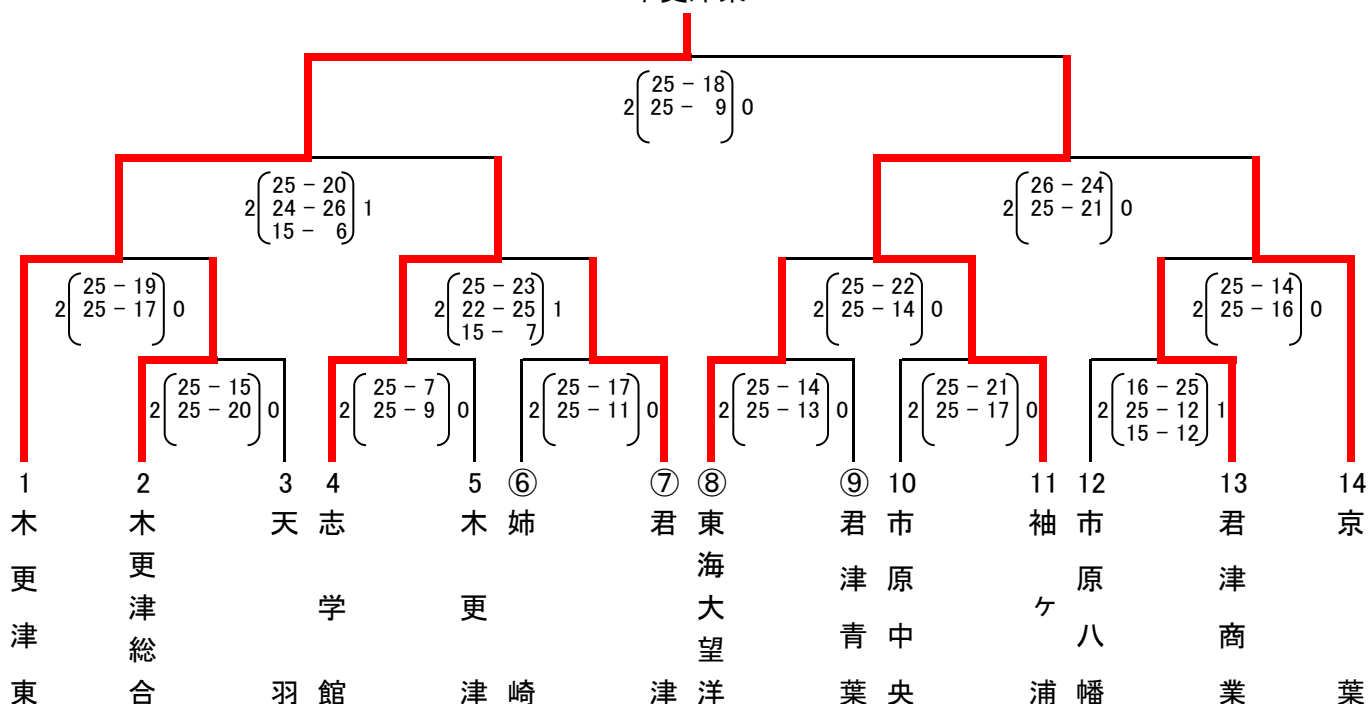 25 - 18
2 25 - 9 0
25 - 20
2 24 - 26 1
15 - 6
26 - 24
2 25 - 21 0
25 - 19
2 25 - 17 0
25 - 23
2 22 - 25 1
15 - 7
25 - 22
2 25 - 14 0
25 - 14
2 25 - 16 0
25 - 15
2 25 - 20 0
25 - 7
2 25 - 9 0
25 - 17
2 25 - 11 0
25 - 14
2 25 - 13 0
25 - 21
2 25 - 17 0
16 - 25
2 25 - 12 1
15 - 12
1 2 3 4 5 ⑥ ⑦ ⑧ ⑨ 10 11 12 13 14
木更津東
木更津総合
天羽
志学館
木更津
姉崎
君津
東海大望洋
君津青葉
市原中央
袖ヶ浦
市原八幡
君津商業
京葉